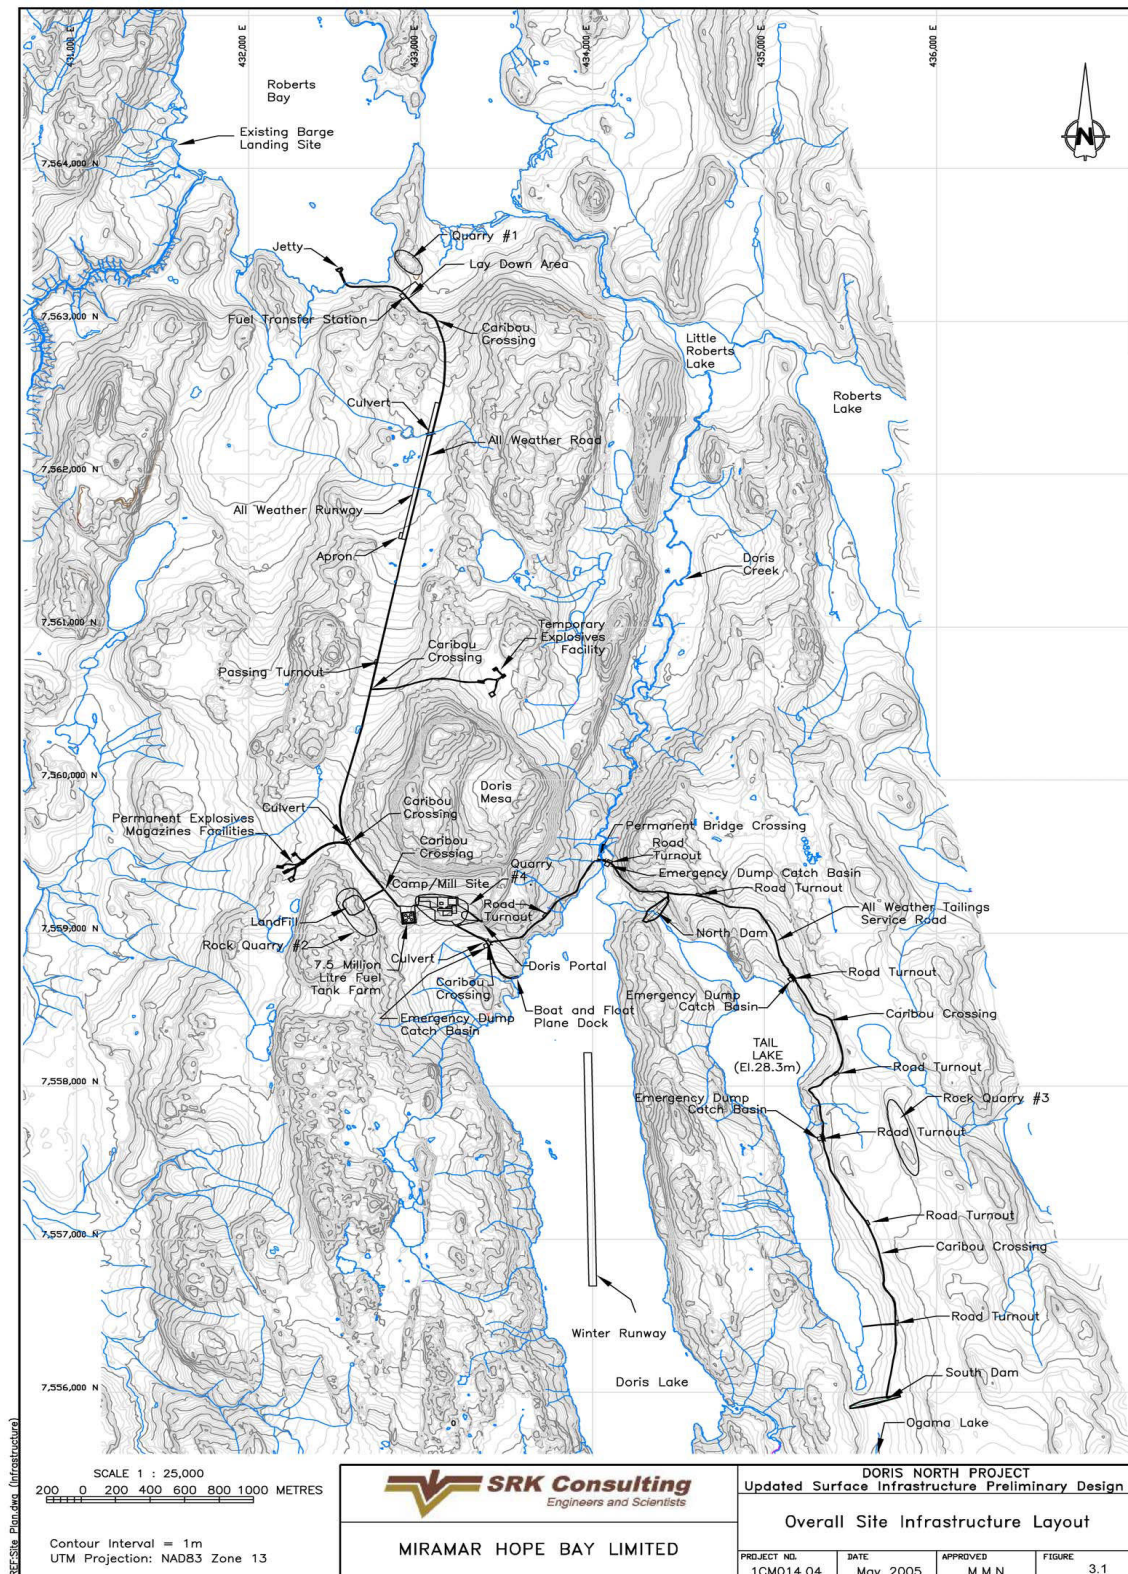 431,000 E
432,000 E
433,000 E
434,000 E
435,000 E
436,000 E
Roberts
Bay
Existing Barge
Landing Site
N
7,564,000 N
Quarry #1
Jetty
Lay Down Area
7,563,000 N
Fuel Transfer Station
Caribou
Crossing
Little
Roberts
Lake
Roberts
Lake
Culvert
All Weather Road
7,562,000 N
All Weather Runway
Apron
Doris
Creek
7,561,000 N
Temporary
Explosives
Facility
Caribou
Crossing
Passing Turnout
7,560,000 N
Doris
Mesa
Culvert
Caribou
Crossing
Permanent Explosives
Magazines Facilities
Permanent Bridge Crossing
Caribou
Crossing
Road
Turnout
Quarry
#4
Emergency Dump Catch Basin
Camp/Mill Site
Road Turnout
Road
Turnout
All Weather Tailings
Service Road
LandFill
7,559,000 N
North Dam
Rock Quarry #2
Culvert
Doris Portal
7.5 Million
Litre Fuel
Tank Farm
Road Turnout
Caribou
Crossing
Emergency Dump
Catch Basin
Boat and Float
Plane Dock
Caribou Crossing
Emergency Dump
Catch Basin
TAIL
LAKE
(El.28.3m)
Road Turnout
7,558,000 N
Emergency Dump
Catch Basin
Rock Quarry #3
Road Turnout
Road Turnout
7,557,000 N
Caribou Crossing
Road Turnout
Winter Runway
South Dam
Doris Lake
7,556,000 N
Ogama Lake
REF:Site Plan.dwg (Infrastructure)
SCALE 1 : 25,000
200 0 200 400 600 800 1000 METRES
Contour Interval = 1m
UTM Projection: NAD83 Zone 13
SRK Consulting
Engineers and Scientists
MIRAMAR HOPE BAY LIMITED
DORIS NORTH PROJECT
Updated Surface Infrastructure Preliminary Design
Overall Site Infrastructure Layout
PROJECT NO.
1CM014.04
DATE
May, 2005
APPROVED
M.M.N.
FIGURE
3.1